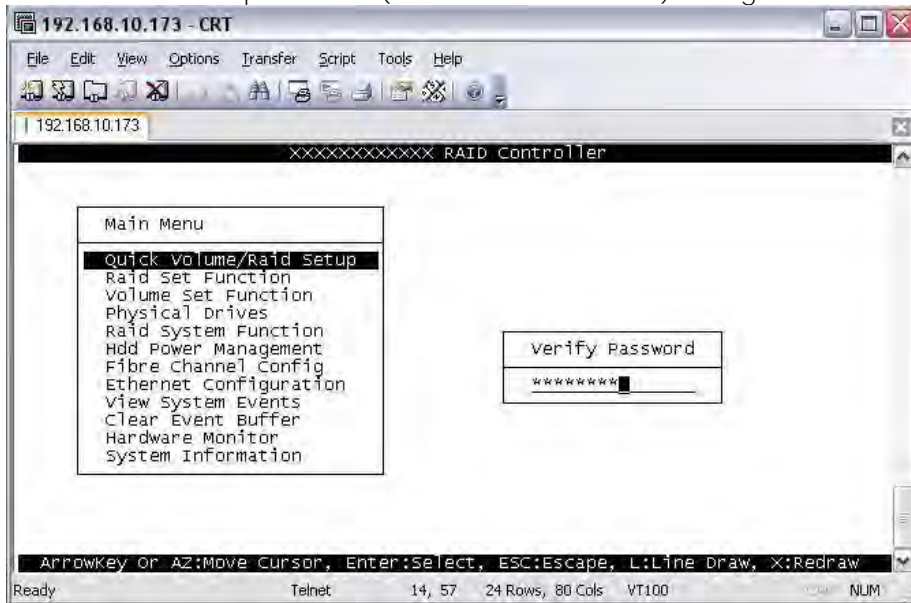 192.168.10.173 - CRT
File Edit View Options Transfer Script Tools Help
192.168.10.173
XXXXXXXXXXXX RAID Controller
Main Menu
Quick Volume/Raid Setup
Raid Set Function
Volume Set Function
Physical Drives
Raid System Function
Hdd Power Management
Fibre Channel Config
Ethernet Configuration
View System Events
Clear Event Buffer
Hardware Monitor
System Information
Verify Password
********
ArrowKey Or AZ:Move Cursor, Enter:Select, ESC:Escape, L:Line Draw, X:Redraw
Ready Telnet 14, 57 24 Rows, 80 Cols VT100 NUM